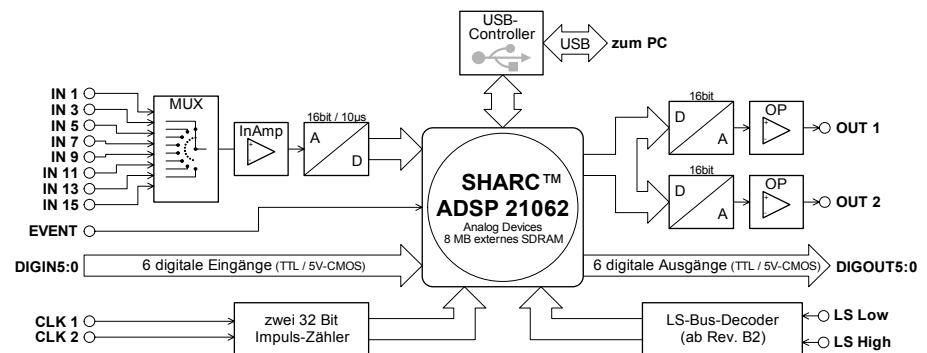 USB-
Controller
USB
zum PC
IN 1
IN 3
IN 5
IN 7
IN 9
IN 11
IN 13
IN 15
MUX
InAmp
16bit / 10µs
A
D
SHARC™
ADSP 21062
Analog Devices
8 MB externes SDRAM
16bit
D
A
OP
OUT 1
16bit
D
A
OP
OUT 2
EVENT
DIGIN5:0
6 digitale Eingänge (TTL / 5V-CMOS)
6 digitale Ausgänge (TTL / 5V-CMOS)
DIGOUT5:0
CLK 1
CLK 2
zwei 32 Bit
Impuls-Zähler
LS-Bus-Decoder
(ab Rev. B2)
LS Low
LS High